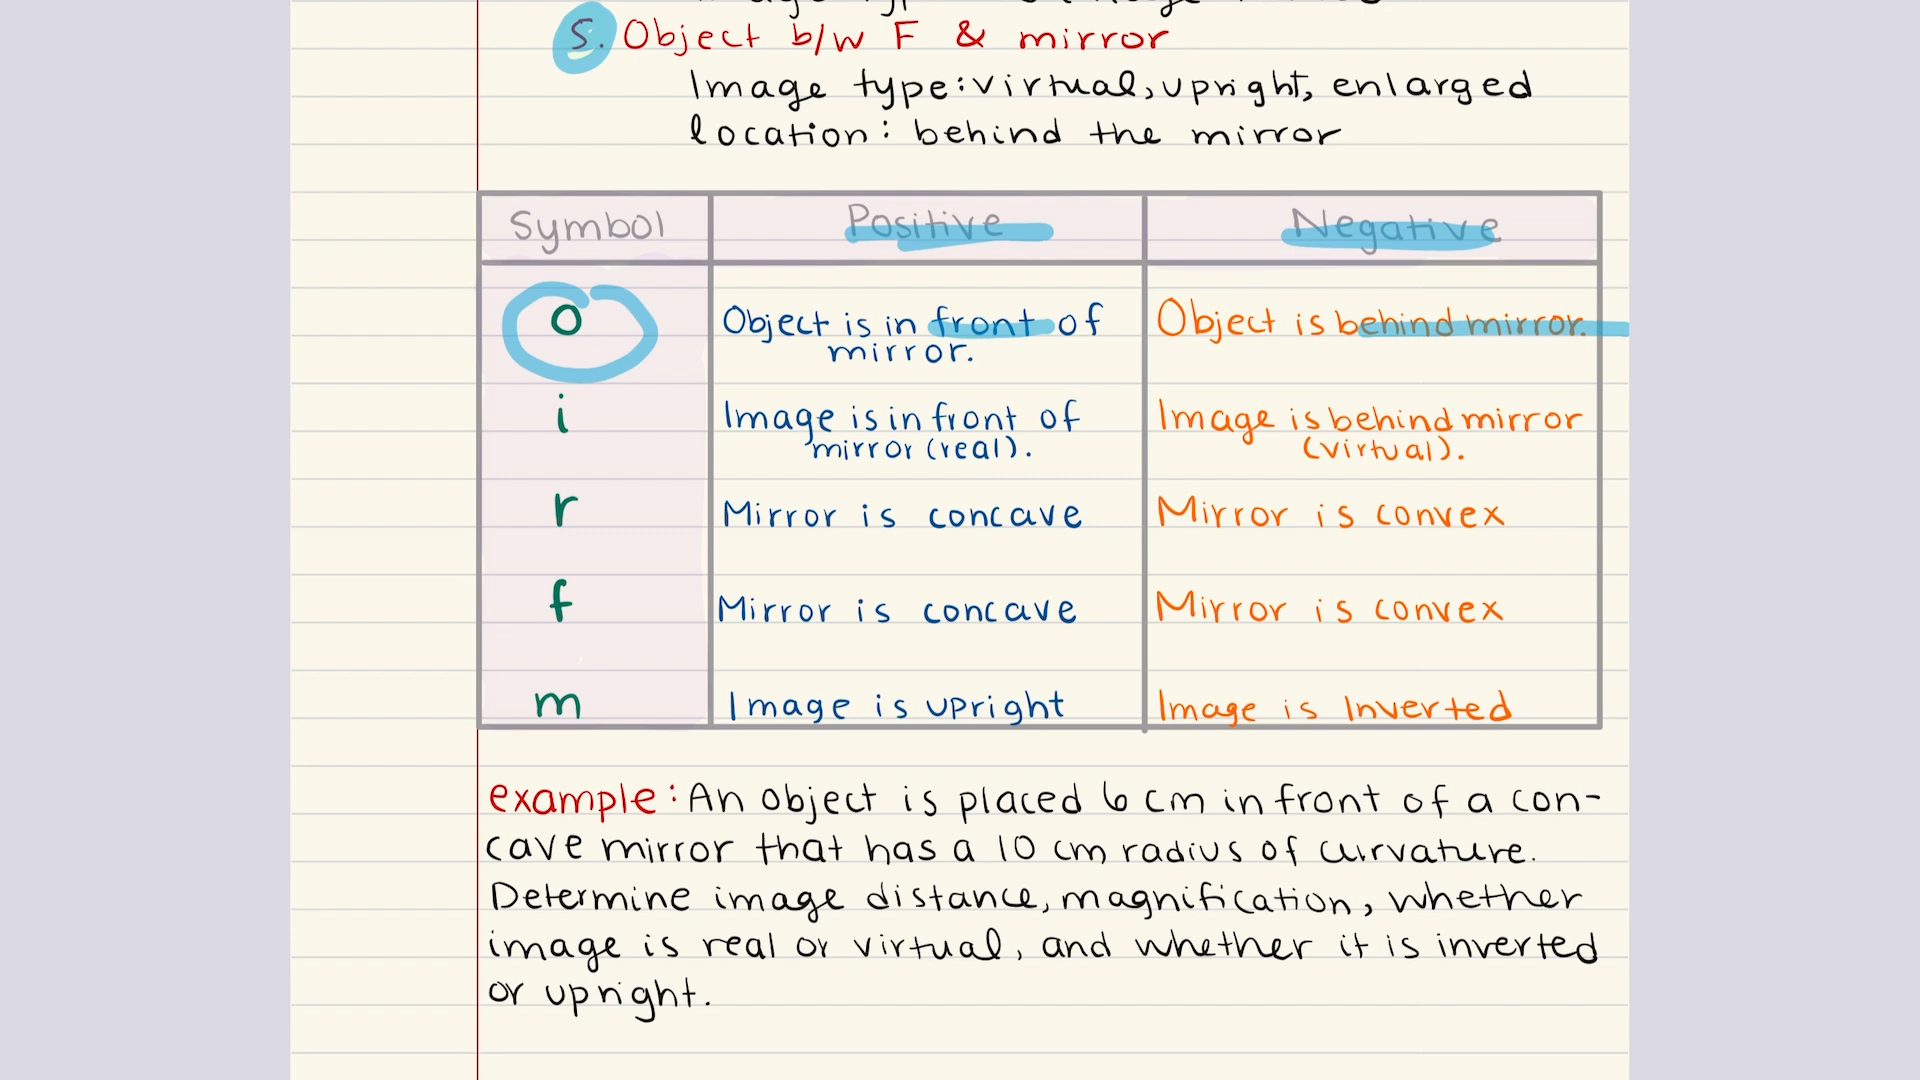 5. Object b/w F & mirror
Image type: virtual, upright, enlarged
location: behind the mirror
Symbol Positive Negative
o Object is in front of mirror. Object is behind mirror.
i Image is in front of mirror (real). Image is behind mirror (virtual).
r Mirror is concave Mirror is convex
f Mirror is concave Mirror is convex
m Image is upright Image is Inverted
example: An object is placed 6 cm in front of a con-
cave mirror that has a 10 cm radius of curvature.
Determine image distance, magnification, whether
image is real or virtual, and whether it is inverted
or upright.